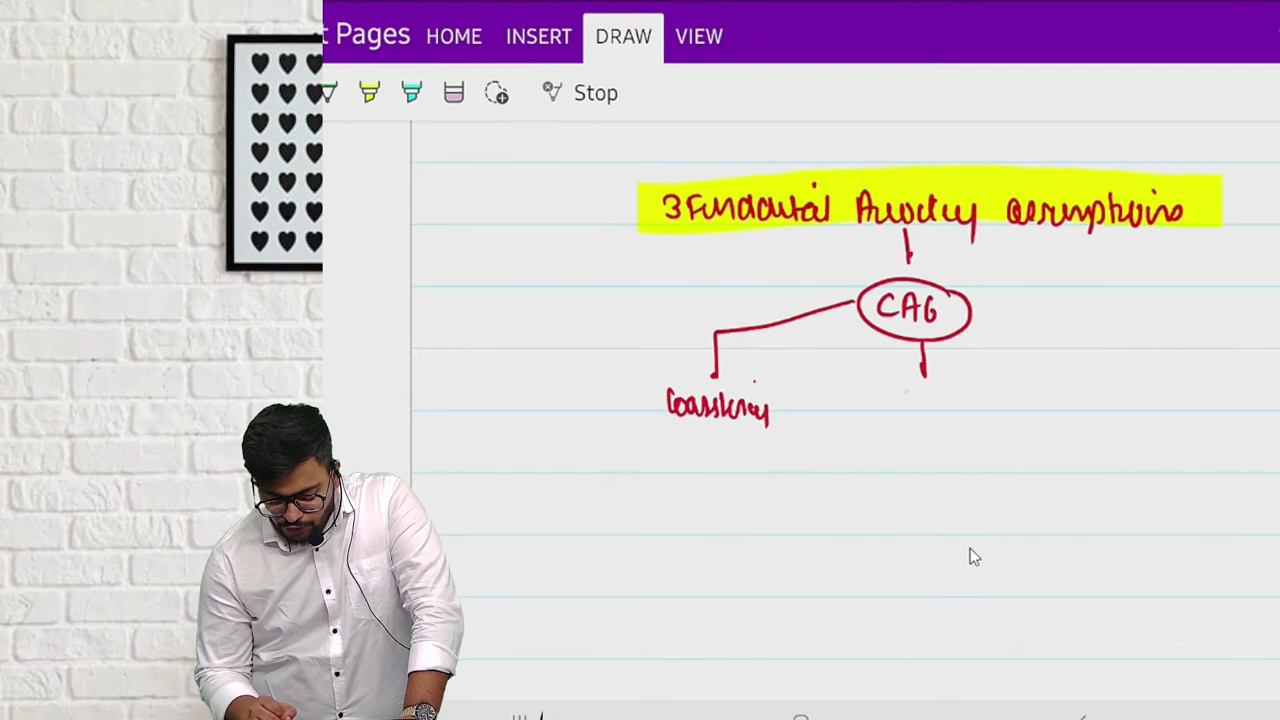 t Pages HOME INSERT DRAW VIEW
Stop
3 Fundamental Accounting assumptions
CAG
Consistency